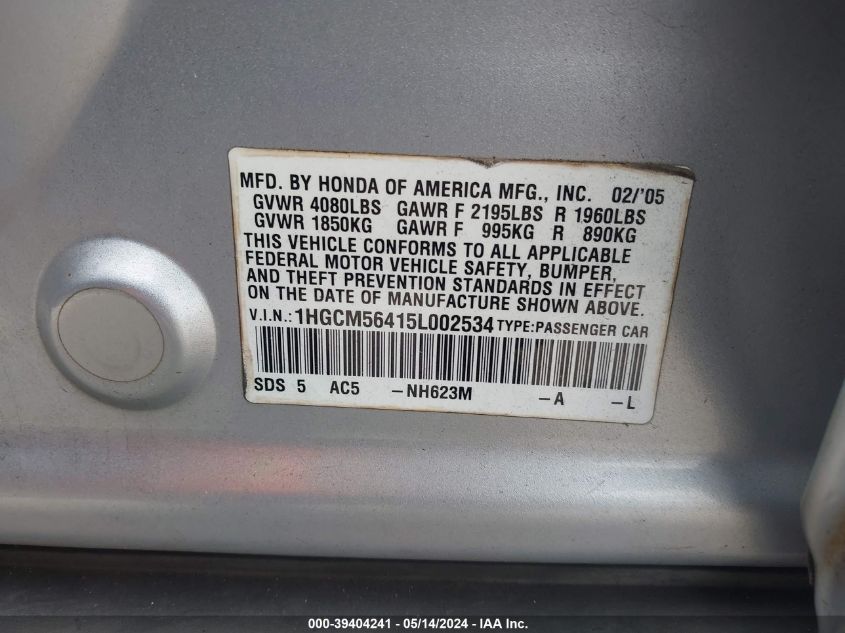 MFD. BY HONDA OF AMERICA MFG., INC. 02/'05
GVWR 4080LBS GAWR F 2195LBS R 1960LBS
GVWR 1850KG GAWR F 995KG R 890KG
THIS VEHICLE CONFORMS TO ALL APPLICABLE
FEDERAL MOTOR VEHICLE SAFETY, BUMPER,
AND THEFT PREVENTION STANDARDS IN EFFECT
ON THE DATE OF MANUFACTURE SHOWN ABOVE.
V.I.N.: 1HGCM56415L002534 TYPE:PASSENGER CAR
SDS 5 AC5 -NH623M -A -L
000-39404241 - 05/14/2024 - IAA Inc.